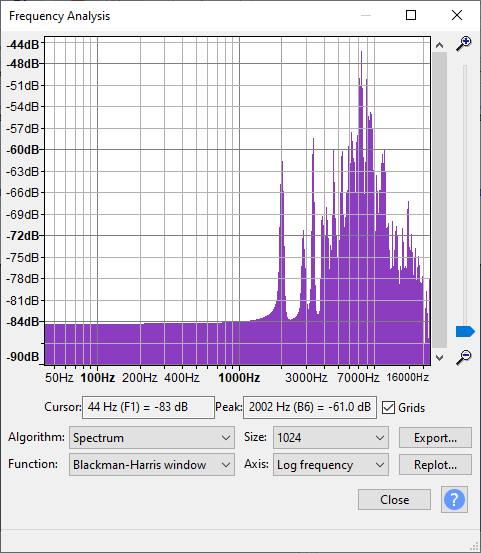 Frequency Analysis
-44dB
-48dB
-51dB
-54dB
-57dB
-60dB
-63dB
-66dB
-69dB
-72dB
-75dB
-78dB
-81dB
-84dB
-90dB
50Hz 100Hz 200Hz 400Hz 1000Hz 3000Hz 7000Hz 16000Hz
Cursor: 44 Hz (F1) = -83 dB Peak: 2002 Hz (B6) = -61.0 dB Grids
Algorithm: Spectrum Size: 1024 Export...
Function: Blackman-Harris window Axis: Log frequency Replot...
Close ?